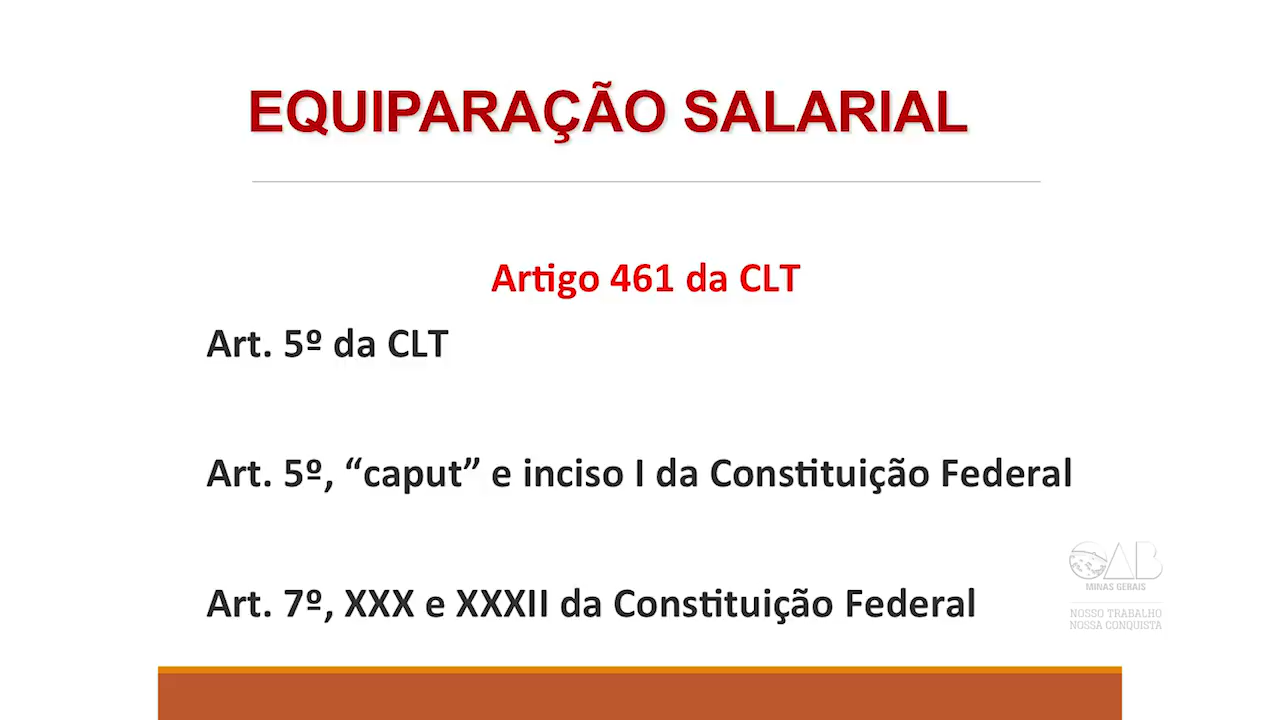 EQUIPARAÇÃO SALARIAL
Artigo 461 da CLT
Art. 5º da CLT
Art. 5º, “caput” e inciso I da Constituição Federal
Art. 7º, XXX e XXXII da Constituição Federal
OAB
MINAS GERAIS
NOSSO TRABALHO
NOSSA CONQUISTA